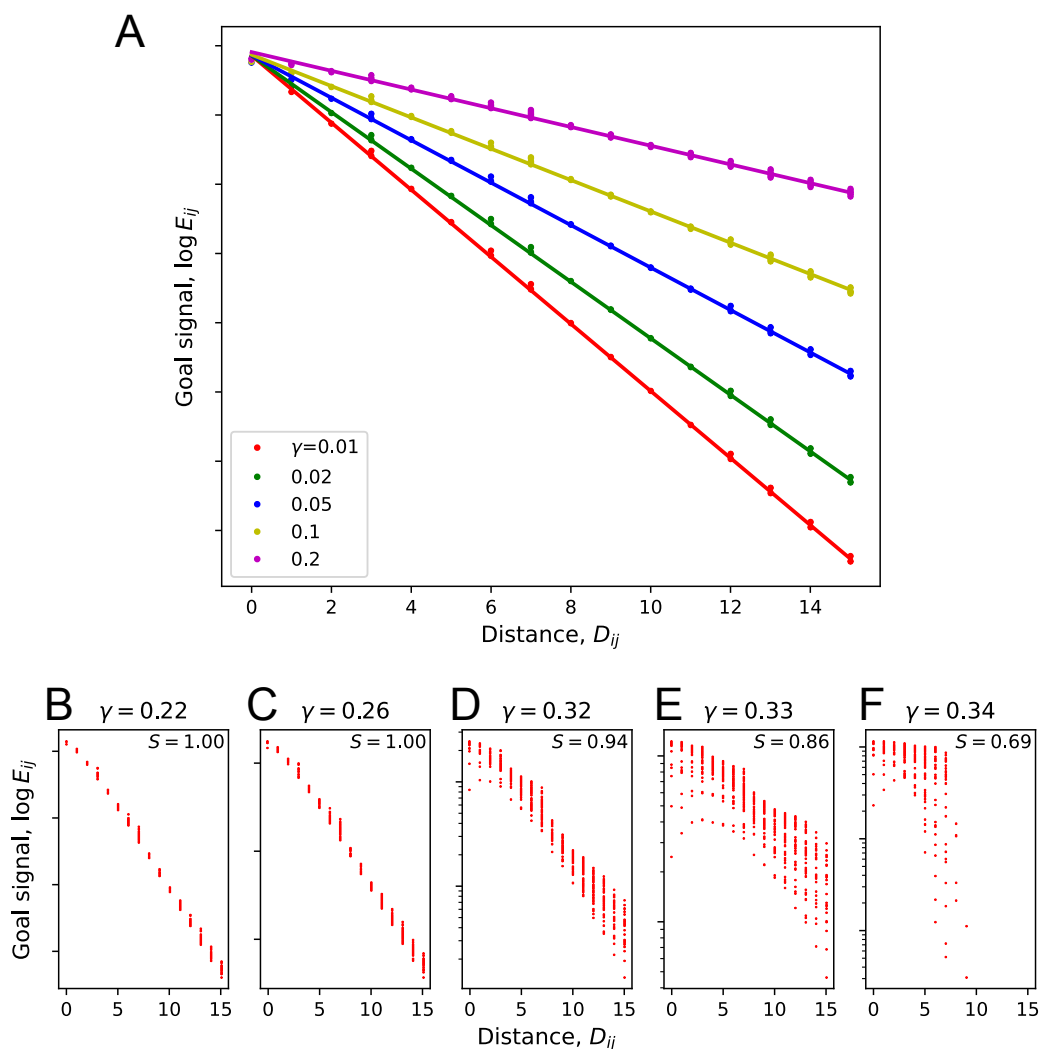 A
Goal signal, log E_ij
γ=0.01
0.02
0.05
0.1
0.2
0 2 4 6 8 10 12 14
Distance, D_ij
B γ = 0.22
C γ = 0.26
D γ = 0.32
E γ = 0.33
F γ = 0.34
S = 1.00
S = 1.00
S = 0.94
S = 0.86
S = 0.69
Goal signal, log E_ij
0 5 10 15
0 5 10 15
0 5 10 15
0 5 10 15
0 5 10 15
Distance, D_ij